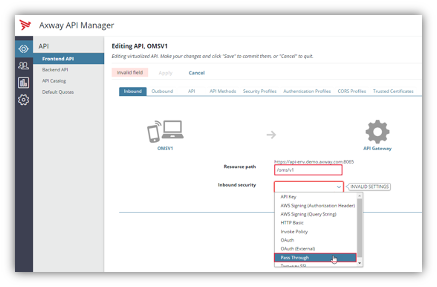 Axway API Manager
API
Frontend API
Backend API
API Catalog
Default Quotas
Editing API, OMSV1
Editing virtualized API. Make your changes and click "Save" to commit them, or "Cancel" to quit.
Invalid field Apply Cancel
Inbound Outbound API API Methods Security Profiles Authentication Profiles CORS Profiles Trusted Certificates
OMSV1
API Gateway
https://api-env.demo.axway.com:8065
Resource path /oms/v1
Inbound security INVALID SETTINGS
API Key
AWS Signing (Authorization Header)
AWS Signing (Query String)
HTTP Basic
Invoke Policy
OAuth
OAuth (External)
Pass Through